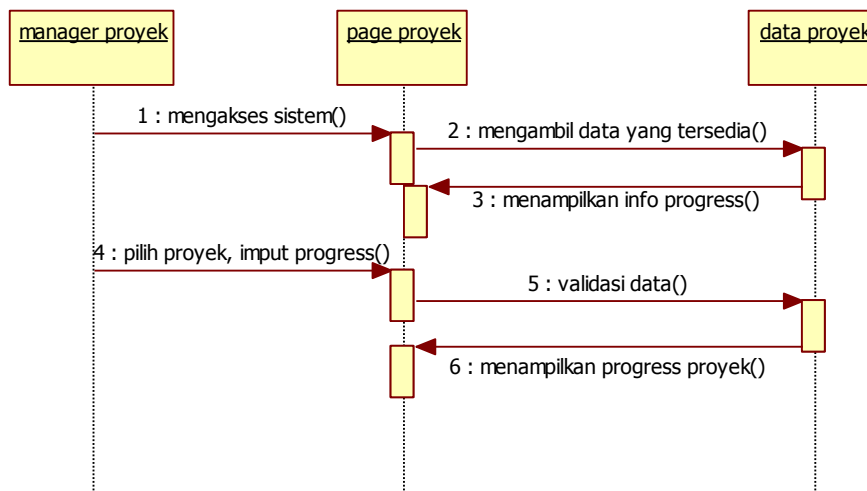 manager proyek
page proyek
data proyek
1 : mengakses sistem()
2 : mengambil data yang tersedia()
3 : menampilkan info progress()
4 : pilih proyek, imput progress()
5 : validasi data()
6 : menampilkan progress proyek()